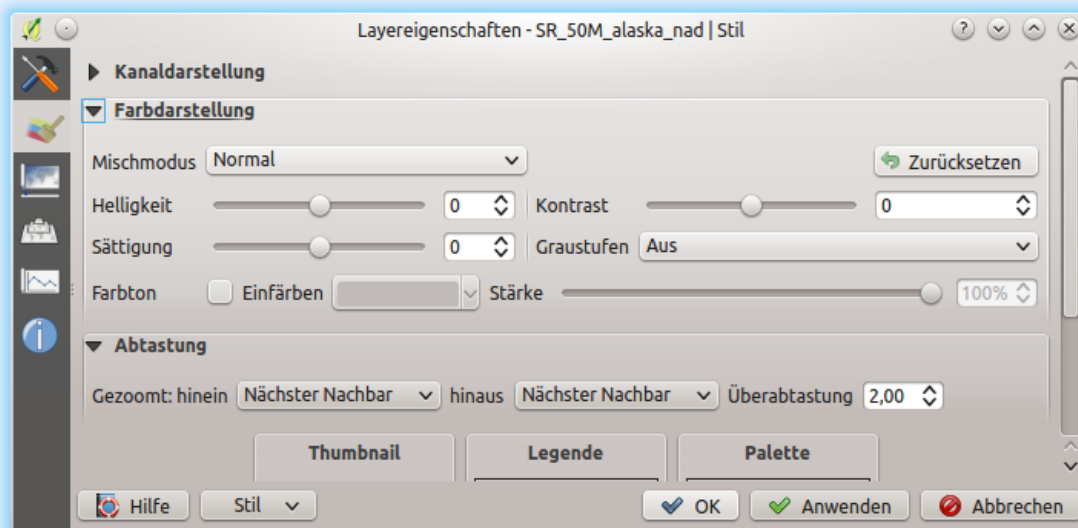 Layereigenschaften - SR_50M_alaska_nad | Stil
Kanaldarstellung
Farbdarstellung
Mischmodus Normal Zurücksetzen
Helligkeit 0 Kontrast 0
Sättigung 0 Graustufen Aus
Farbton Einfärben Stärke 100%
Abtastung
Gezoomt: hinein Nächster Nachbar hinaus Nächster Nachbar Überabtastung 2,00
Thumbnail Legende Palette
Hilfe Stil OK Anwenden Abbrechen